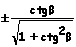 ± ctgβ / √(1 + ctg²β)